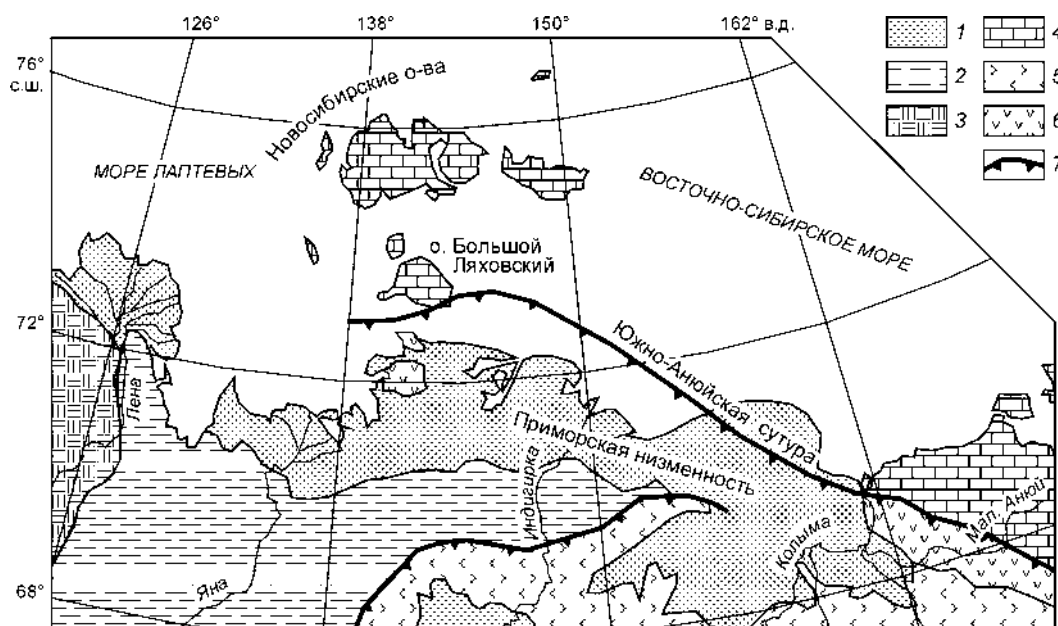 126° 138° 150° 162° в.д.
76°
с.ш.
72°
68°
Новосибирские о-ва
МОРЕ ЛАПТЕВЫХ
ВОСТОЧНО-СИБИРСКОЕ МОРЕ
о. Большой
Ляховский
Южно-Анюйская сутура
Приморская низменность
Лена
Яна
Индигирка
Колыма
Мал. Анюй
1 4
2 5
3 6
7